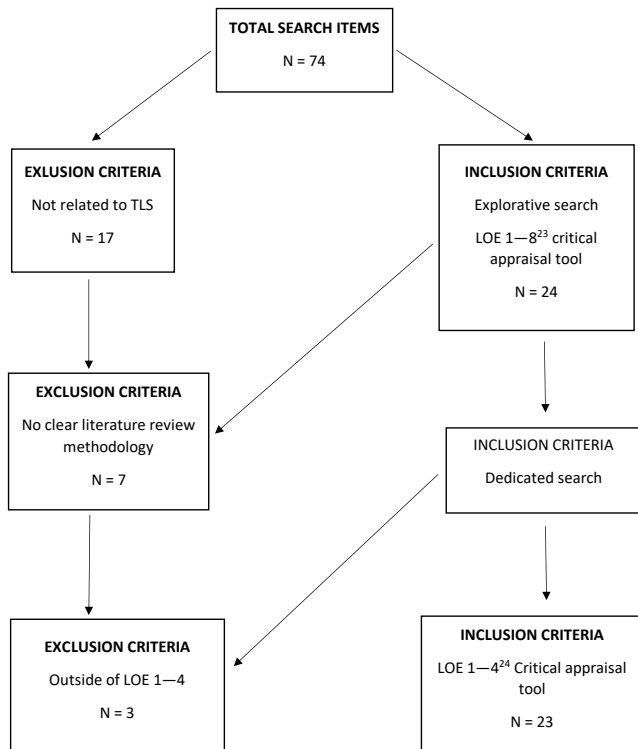 TOTAL SEARCH ITEMS
N = 74
EXLUSION CRITERIA
Not related to TLS
N = 17
INCLUSION CRITERIA
Explorative search
LOE 1—8²³ critical
appraisal tool
N = 24
EXCLUSION CRITERIA
No clear literature review
methodology
N = 7
INCLUSION CRITERIA
Dedicated search
EXCLUSION CRITERIA
Outside of LOE 1—4
N = 3
INCLUSION CRITERIA
LOE 1—4²⁴ Critical appraisal
tool
N = 23